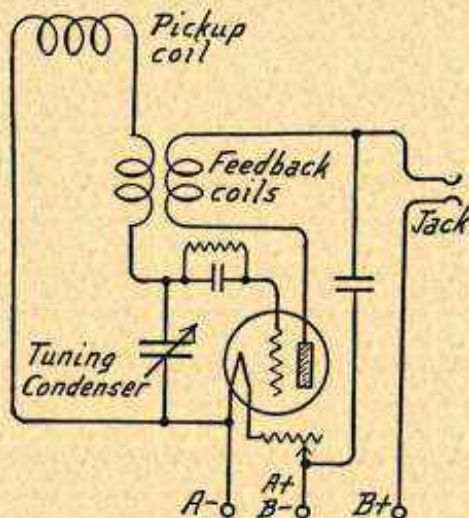 Pickup
coil
Feedback
coils
Jack
Tuning
Condenser
A-
A+
B-
B+